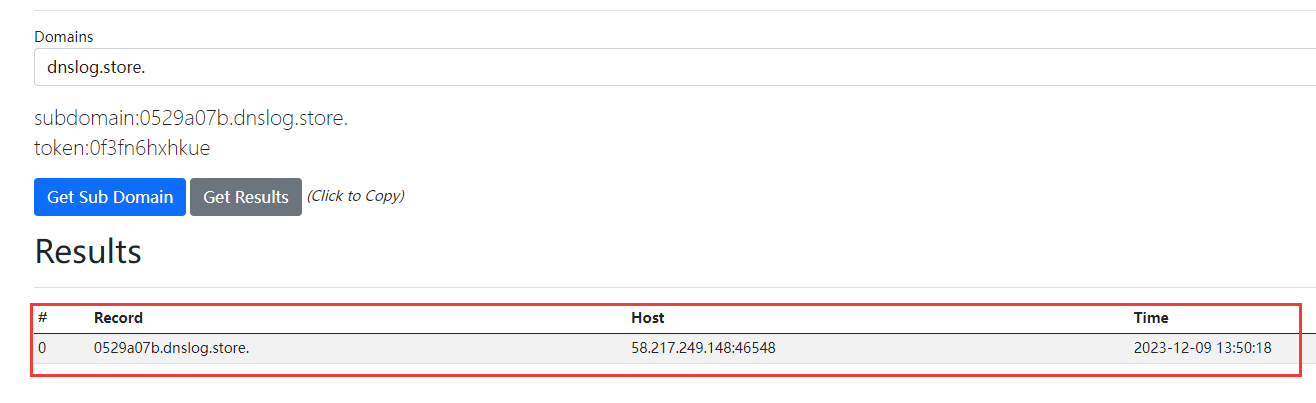 Domains
dnslog.store.
subdomain:0529a07b.dnslog.store.
token:0f3fn6hxhkue
Get Sub Domain Get Results (Click to Copy)
Results
# Record Host Time
0 0529a07b.dnslog.store. 58.217.249.148:46548 2023-12-09 13:50:18